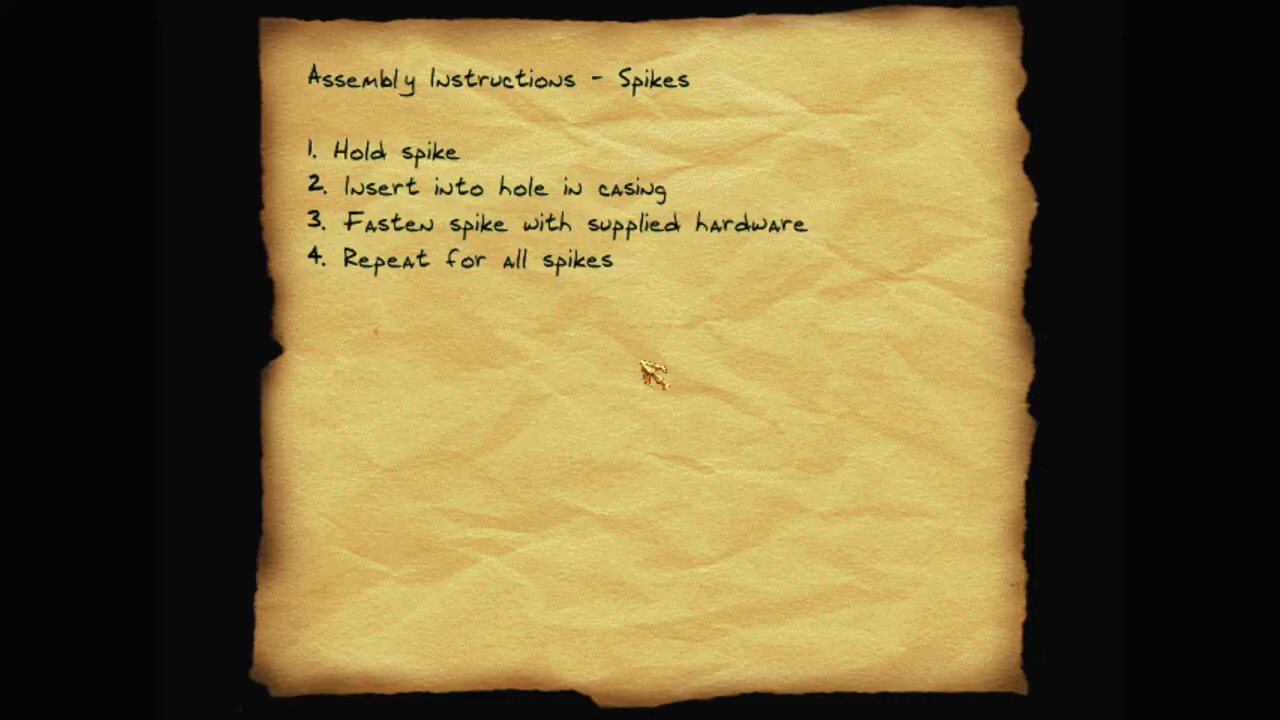 Assembly Instructions - Spikes
1. Hold spike
2. Insert into hole in casing
3. Fasten spike with supplied hardware
4. Repeat for all spikes